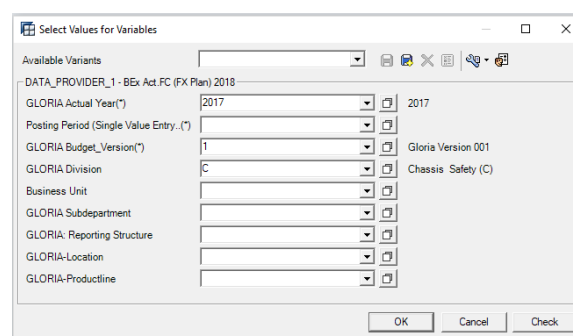 Select Values for Variables
Available Variants
DATA_PROVIDER_1 - BEx Act.FC (FX Plan) 2018
GLORIA Actual Year(*) 2017 2017
Posting Period (Single Value Entry..(*)
GLORIA Budget_Version(*) 1 Gloria Version 001
GLORIA Division C Chassis Safety (C)
Business Unit
GLORIA Subdepartment
GLORIA: Reporting Structure
GLORIA-Location
GLORIA-Productline
OK Cancel Check